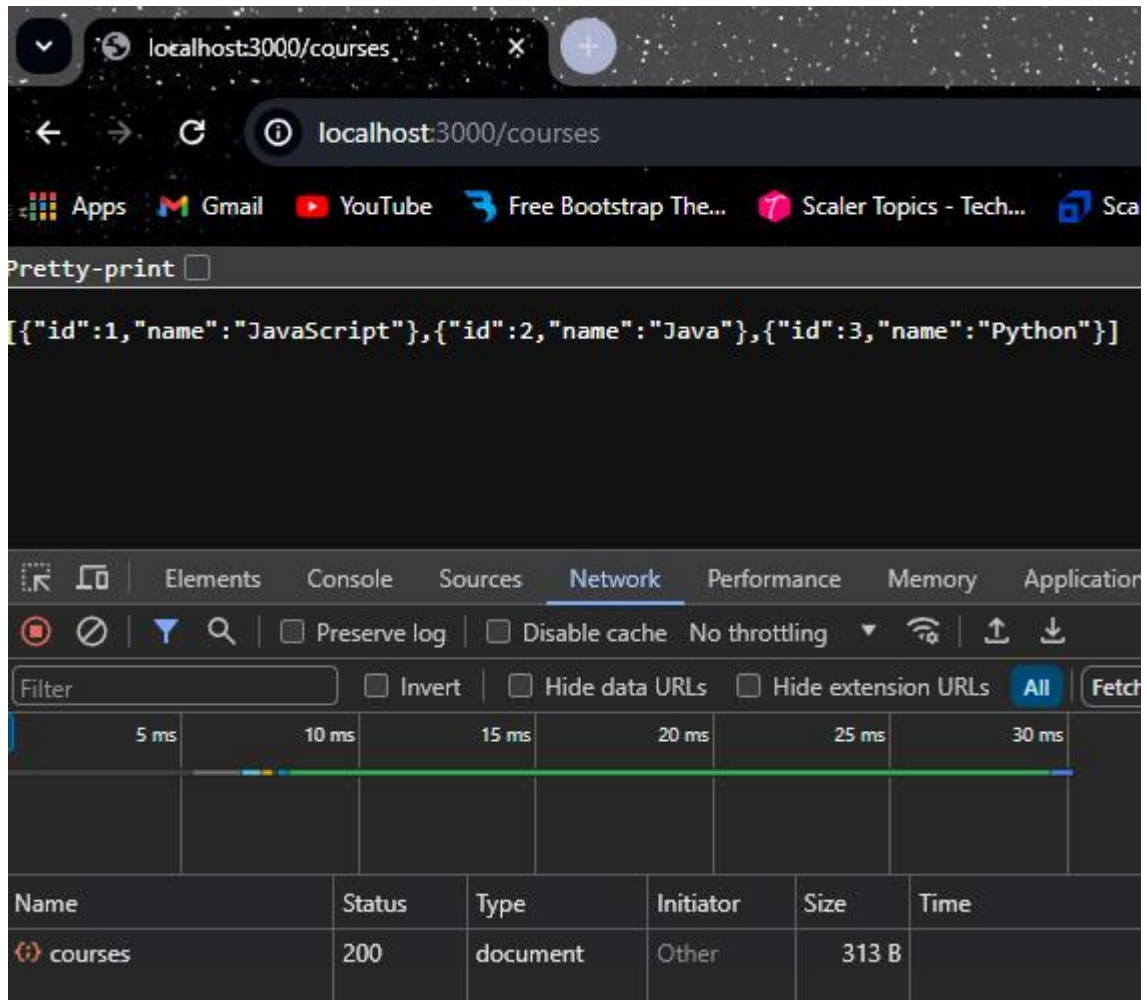 localhost:3000/courses
localhost:3000/courses
Apps Gmail YouTube Free Bootstrap The... Scaler Topics - Tech... Sca
Pretty-print
[{"id":1,"name":"JavaScript"},{"id":2,"name":"Java"},{"id":3,"name":"Python"}]
Elements Console Sources Network Performance Memory Application
Preserve log Disable cache No throttling
Filter Invert Hide data URLs Hide extension URLs All Fetch
5 ms 10 ms 15 ms 20 ms 25 ms 30 ms
Name Status Type Initiator Size Time
courses 200 document Other 313 B